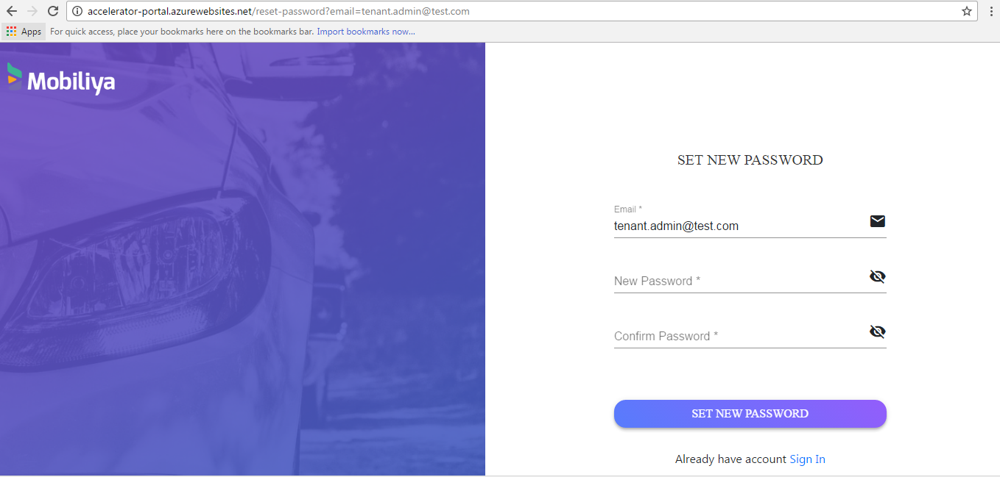 accelerator-portal.azurewebsites.net/reset-password?email=tenant.admin@test.com
Apps For quick access, place your bookmarks here on the bookmarks bar. Import bookmarks now...
Mobiliya
SET NEW PASSWORD
Email *
tenant.admin@test.com
New Password *
Confirm Password *
SET NEW PASSWORD
Already have account Sign In